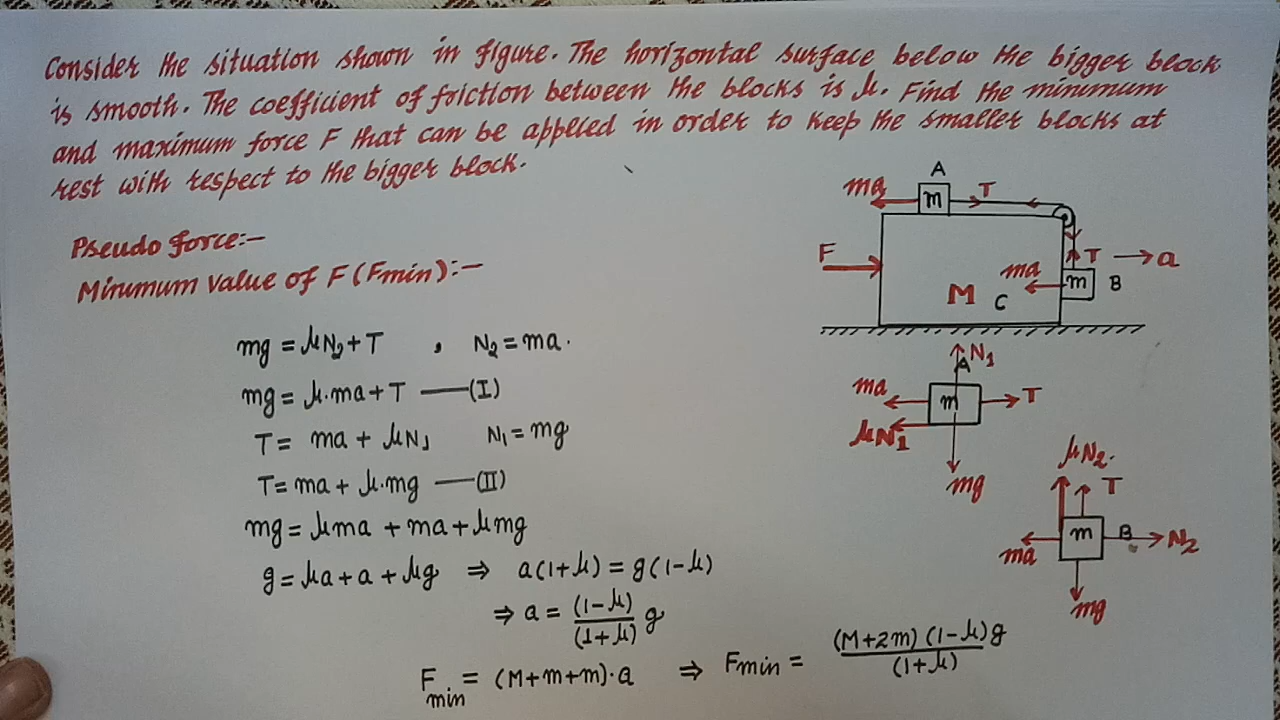 Consider the situation shown in figure. The horizontal surface below the bigger block
is smooth. The coefficient of friction between the blocks is μ. Find the minimum
and maximum force F that can be applied in order to keep the smaller blocks at
rest with respect to the bigger block.
Pseudo force:-
Minimum value of F (Fmin):-
mg = μN₂ + T , N₂ = ma.
mg = μ.ma + T —(I)
T = ma + μN₁ N₁ = mg
T = ma + μ.mg —(II)
mg = μma + ma + μmg
g = μa + a + μg ⇒ a(1+μ) = g(1-μ)
⇒ a = (1-μ)/(1+μ) g
Fmin = (M+m+m).a ⇒ Fmin = (M+2m)(1-μ)g/(1+μ)
A
ma m T
F T → a
ma m B
M C
N₁
A
ma m T
μN₁
mg
μN₂.
T
ma m B N₂
mg